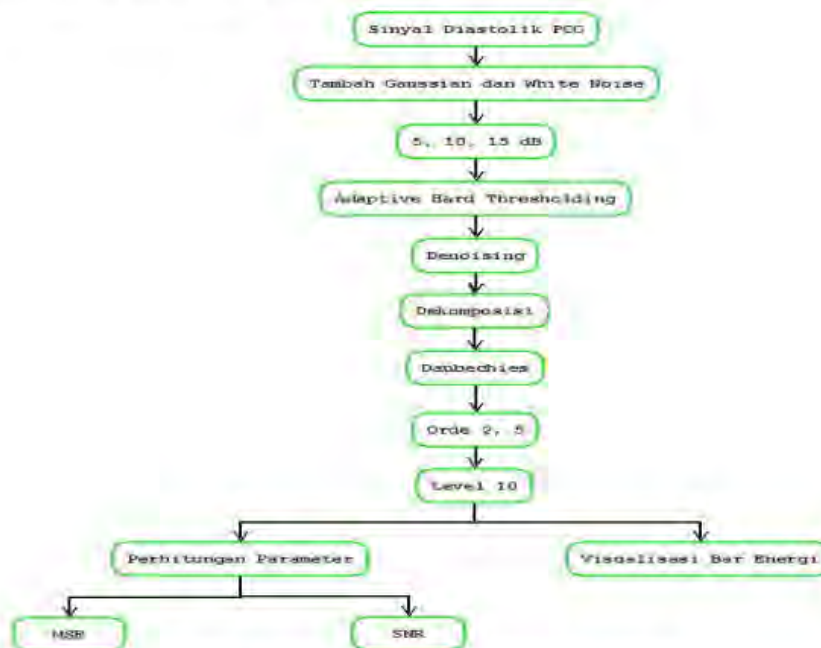 Sinyal Diastolik PCG
Tambah Gaussian dan White Noise
5, 10, 15 dB
Adaptive Hard Thresholding
Denoising
Dekomposisi
Daubechies
Orde 2, 5
Level 10
Perhitungan Parameter
Visualisasi Bar Energi
MSE
SNR